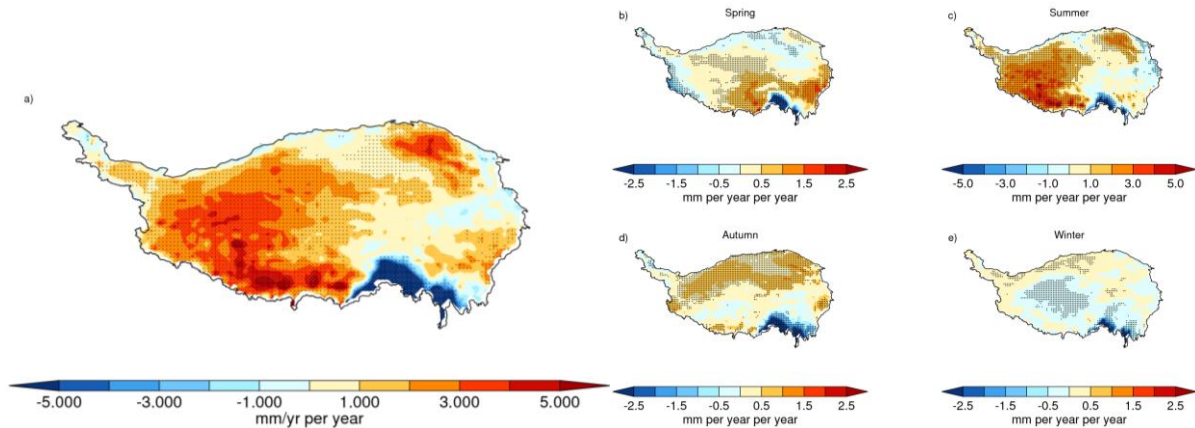 a)
-5.000 -3.000 -1.000 1.000 3.000 5.000
mm/yr per year
b) Spring
-2.5 -1.5 -0.5 0.5 1.5 2.5
mm per year per year
c) Summer
-5.0 -3.0 -1.0 1.0 3.0 5.0
mm per year per year
d) Autumn
-2.5 -1.5 -0.5 0.5 1.5 2.5
mm per year per year
e) Winter
-2.5 -1.5 -0.5 0.5 1.5 2.5
mm per year per year